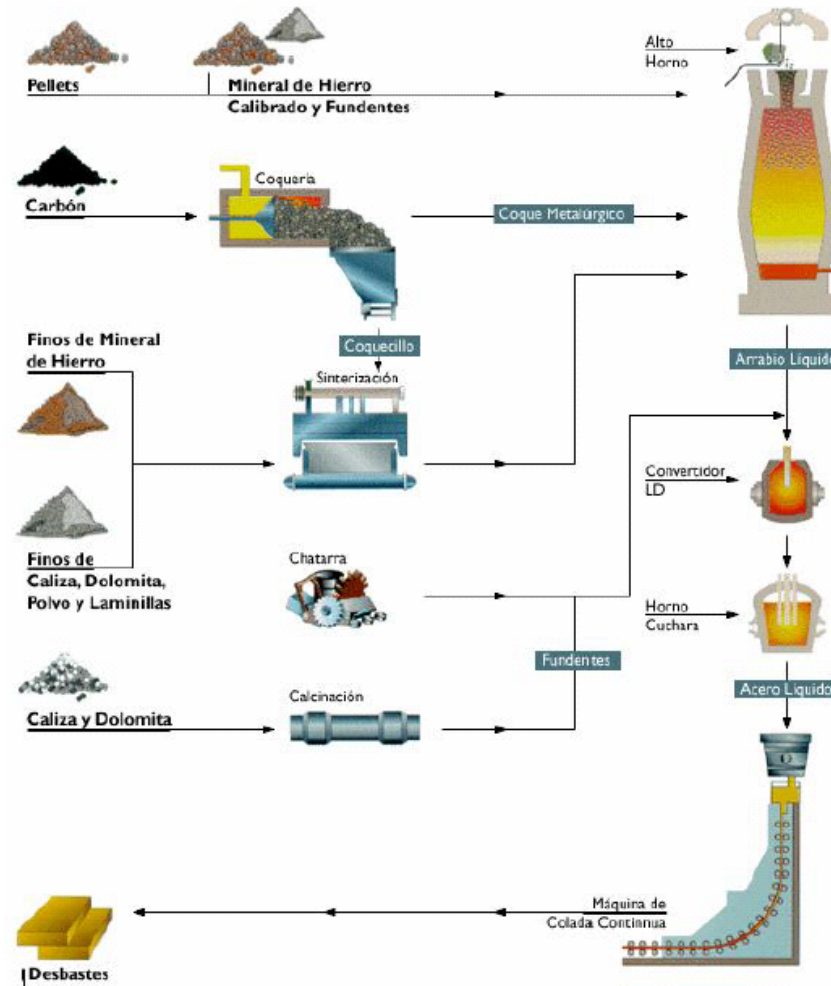 Alto
Horno
Pellets
Mineral de Hierro
Calibrado y Fundentes
Coquería
Carbón
Coque Metalúrgico
Finos de Mineral
de Hierro
Coquecillo
Sinterización
Arrabio Líquido
Convertidor
LD
Finos de
Caliza, Dolomita,
Polvo y Laminillas
Chatarra
Horno
Cuchara
Fundentes
Caliza y Dolomita
Calcinación
Acero Líquido
Máquina de
Colada Continnua
Desbastes